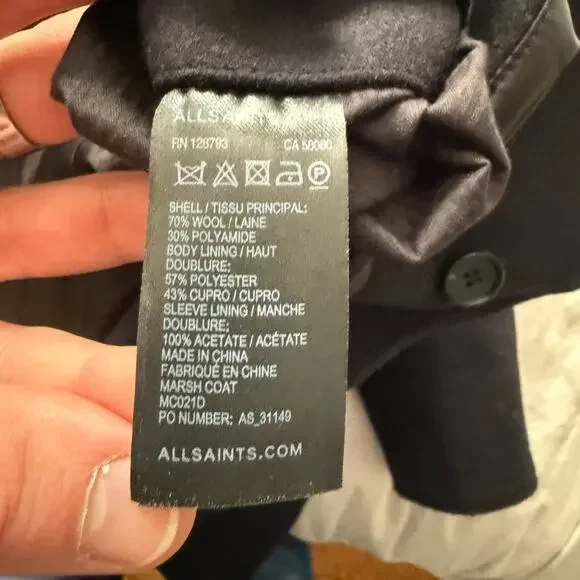 ALLSAINTS
RN 128793 CA 58060
P
SHELL / TISSU PRINCIPAL:
70% WOOL / LAINE
30% POLYAMIDE
BODY LINING / HAUT
DOUBLURE:
57% POLYESTER
43% CUPRO / CUPRO
SLEEVE LINING / MANCHE
DOUBLURE:
100% ACETATE / ACÉTATE
MADE IN CHINA
FABRIQUÉ EN CHINE
MARSH COAT
MC021D
PO NUMBER: AS_31149
ALLSAINTS.COM